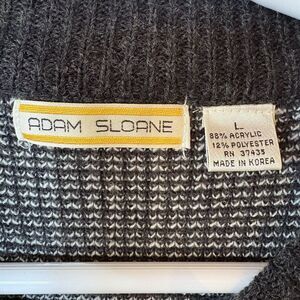 ADAM SLOANE
L
88% ACRYLIC
12% POLYESTER
RN 37435
MADE IN KOREA